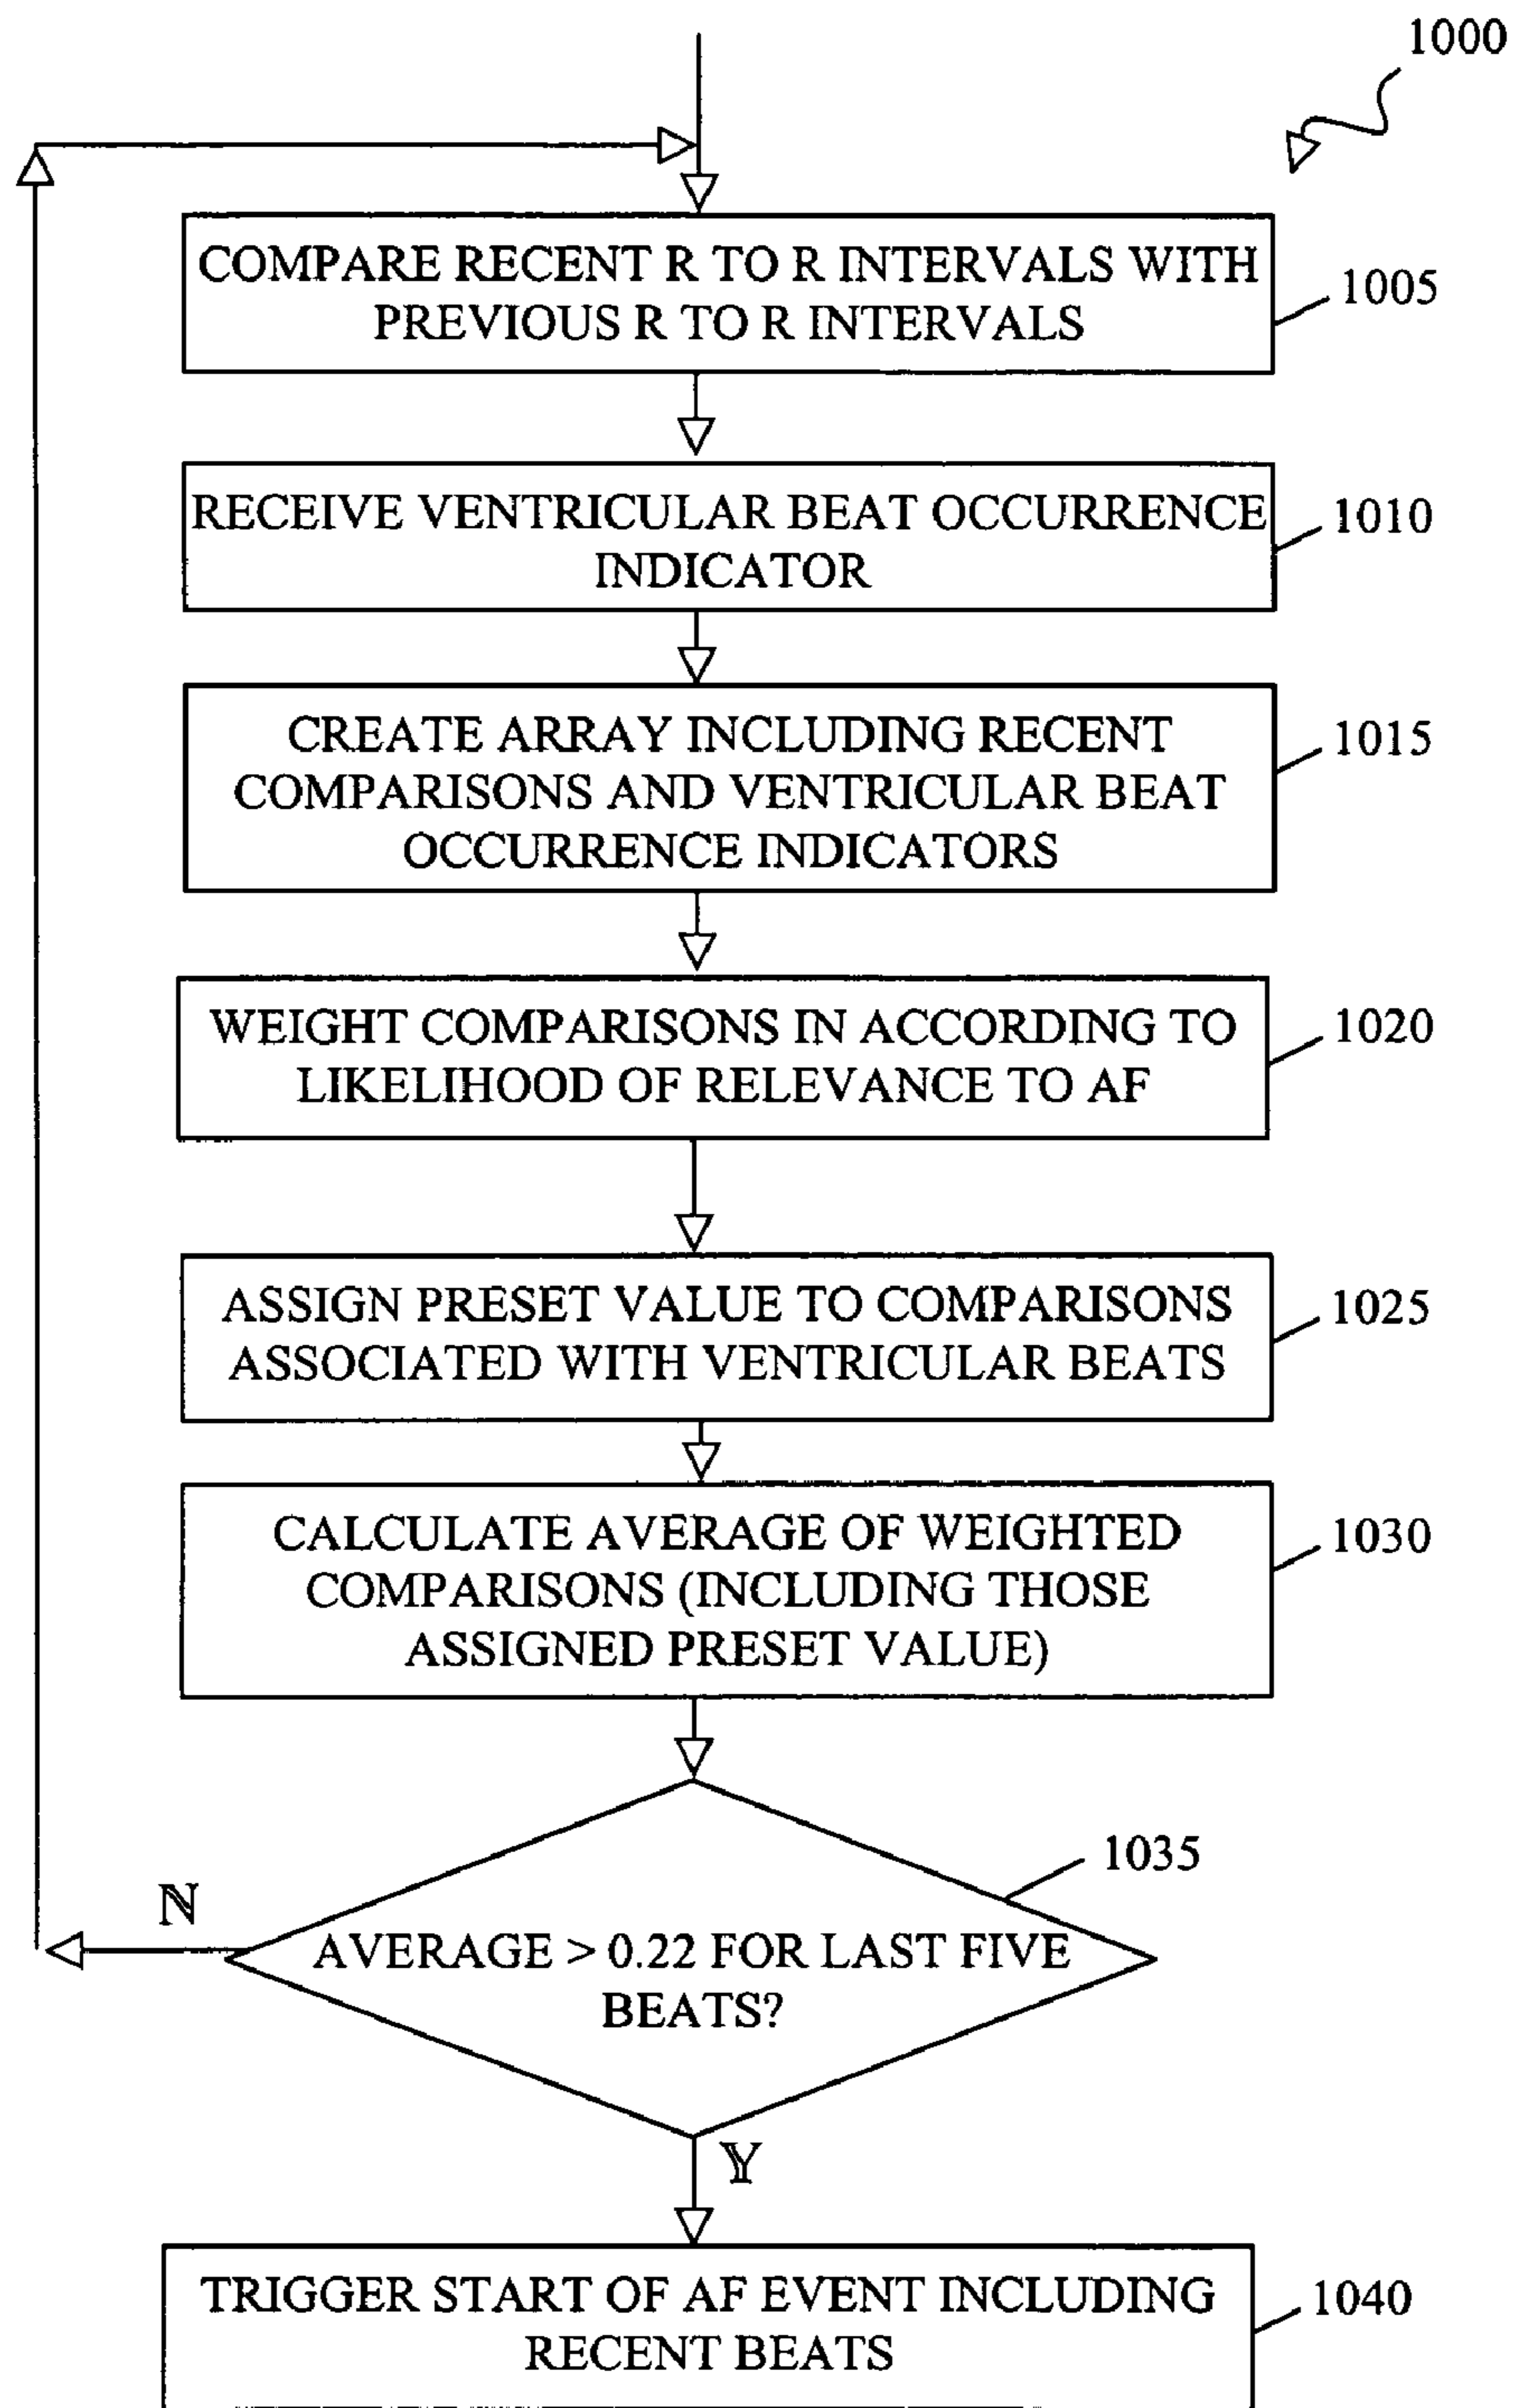 1000
COMPARE RECENT R TO R INTERVALS WITH
PREVIOUS R TO R INTERVALS
1005
RECEIVE VENTRICULAR BEAT OCCURRENCE
INDICATOR
1010
CREATE ARRAY INCLUDING RECENT
COMPARISONS AND VENTRICULAR BEAT
OCCURRENCE INDICATORS
1015
WEIGHT COMPARISONS IN ACCORDING TO
LIKELIHOOD OF RELEVANCE TO AF
1020
ASSIGN PRESET VALUE TO COMPARISONS
ASSOCIATED WITH VENTRICULAR BEATS
1025
CALCULATE AVERAGE OF WEIGHTED
COMPARISONS (INCLUDING THOSE
ASSIGNED PRESET VALUE)
1030
1035
N
AVERAGE > 0.22 FOR LAST FIVE
BEATS?
Y
TRIGGER START OF AF EVENT INCLUDING
RECENT BEATS
1040